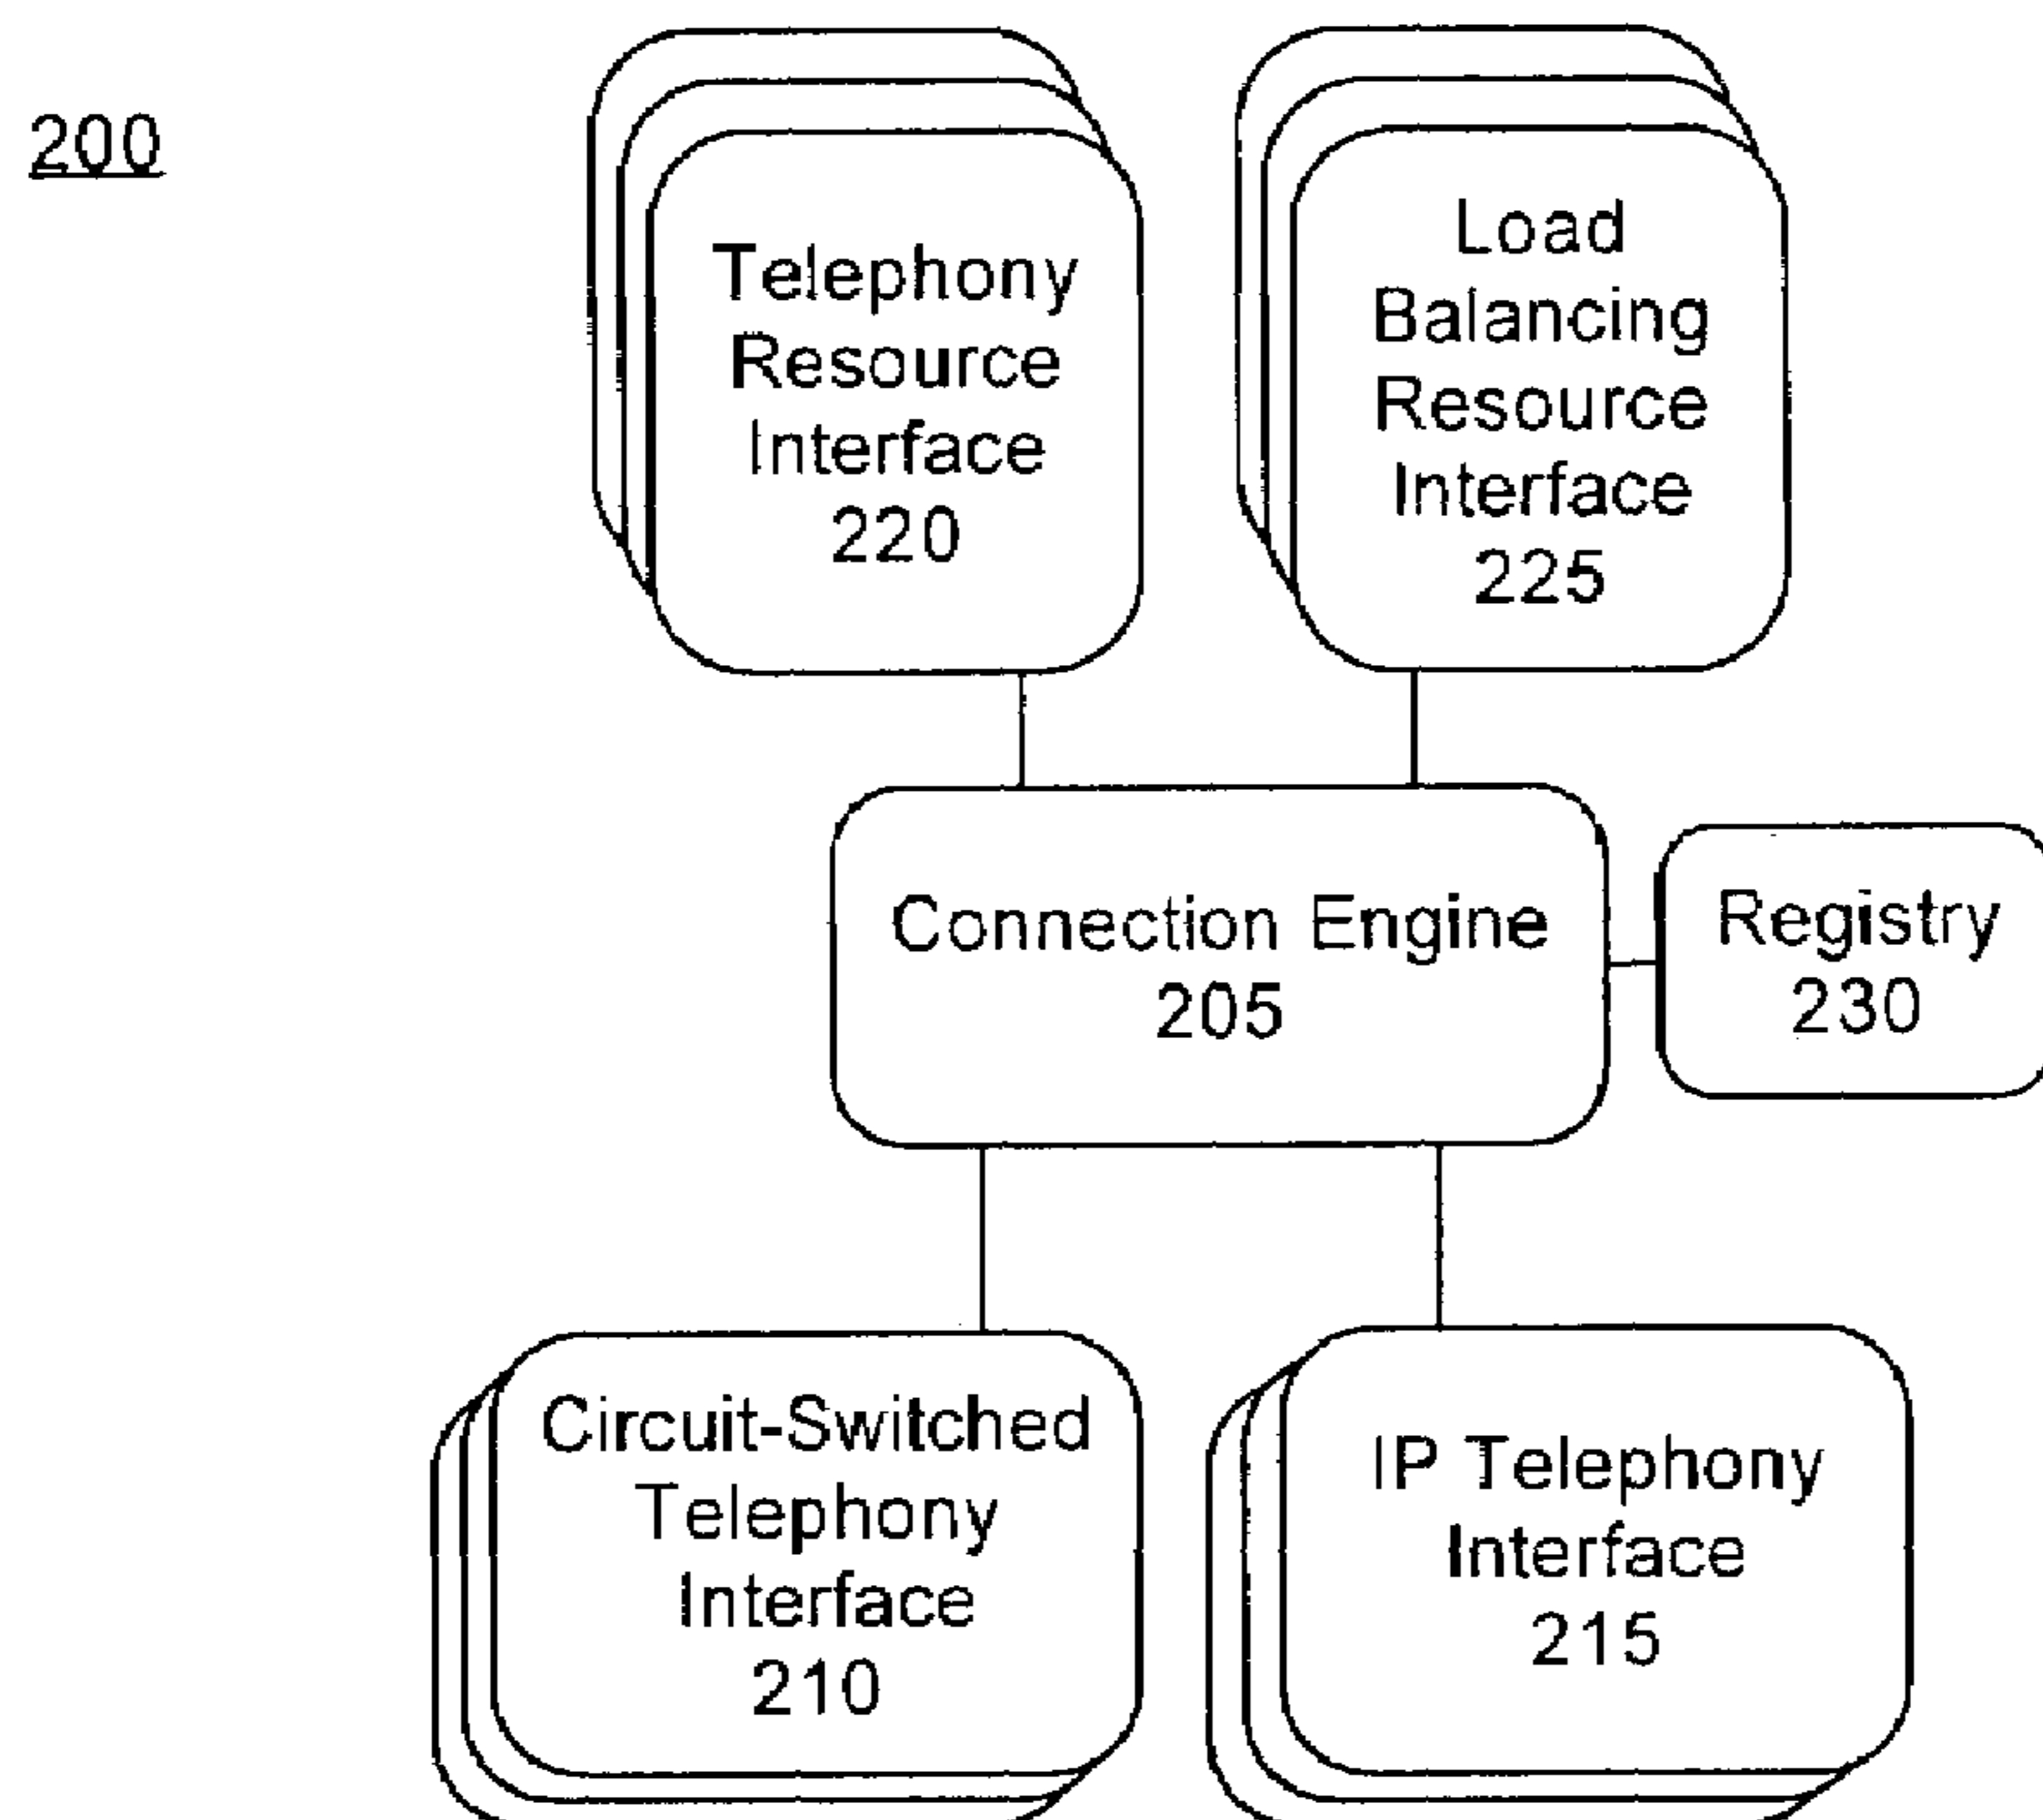 200
Telephony
Resource
Interface
220
Load
Balancing
Resource
Interface
225
Connection Engine
205
Registry
230
Circuit-Switched
Telephony
Interface
210
IP Telephony
Interface
215